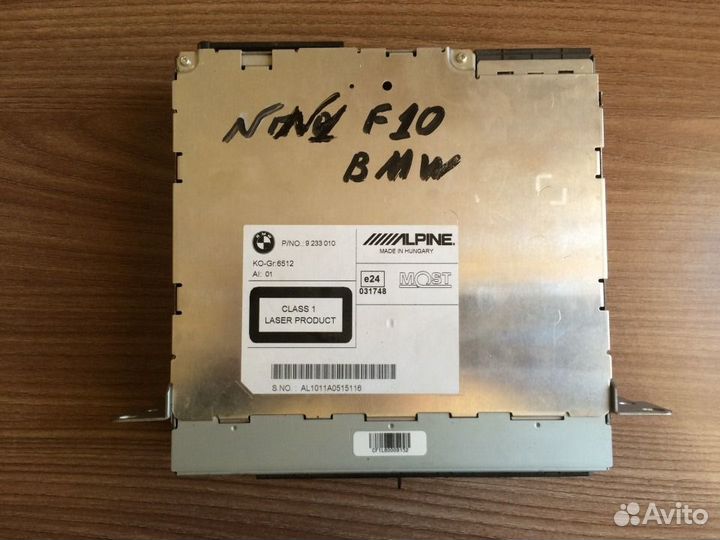 F10
BMW
BMW
P/NO.: 9 233 010
ALPINE.
MADE IN HUNGARY
KO-Gr:6512
AI: 01
e24
031748
MOST
CLASS 1
LASER PRODUCT
S.NO.: AL1011A0515116
Avito